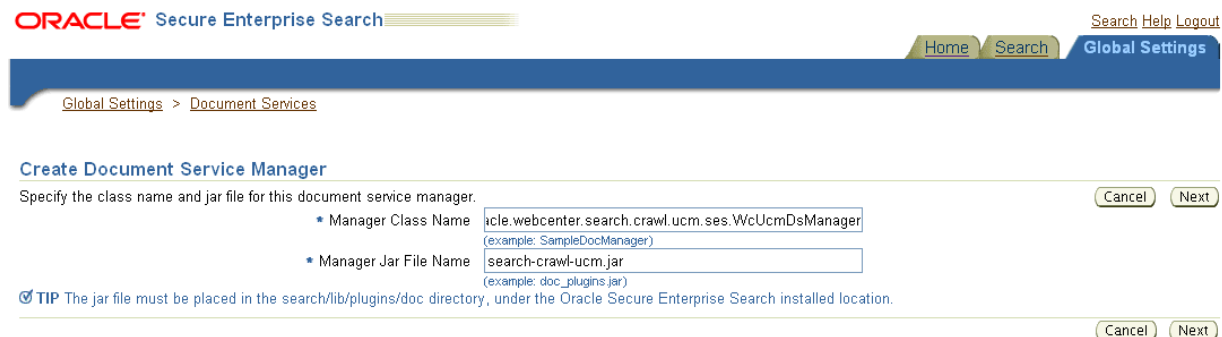 ORACLE® Secure Enterprise Search
Search Help Logout
Home Search Global Settings
Global Settings > Document Services
Create Document Service Manager
Specify the class name and jar file for this document service manager.
Cancel Next
* Manager Class Name acle.webcenter.search.crawl.ucm.ses.WcUcmDsManager
(example: SampleDocManager)
* Manager Jar File Name search-crawl-ucm.jar
(example: doc_plugins.jar)
TIP The jar file must be placed in the search/lib/plugins/doc directory, under the Oracle Secure Enterprise Search installed location.
Cancel Next